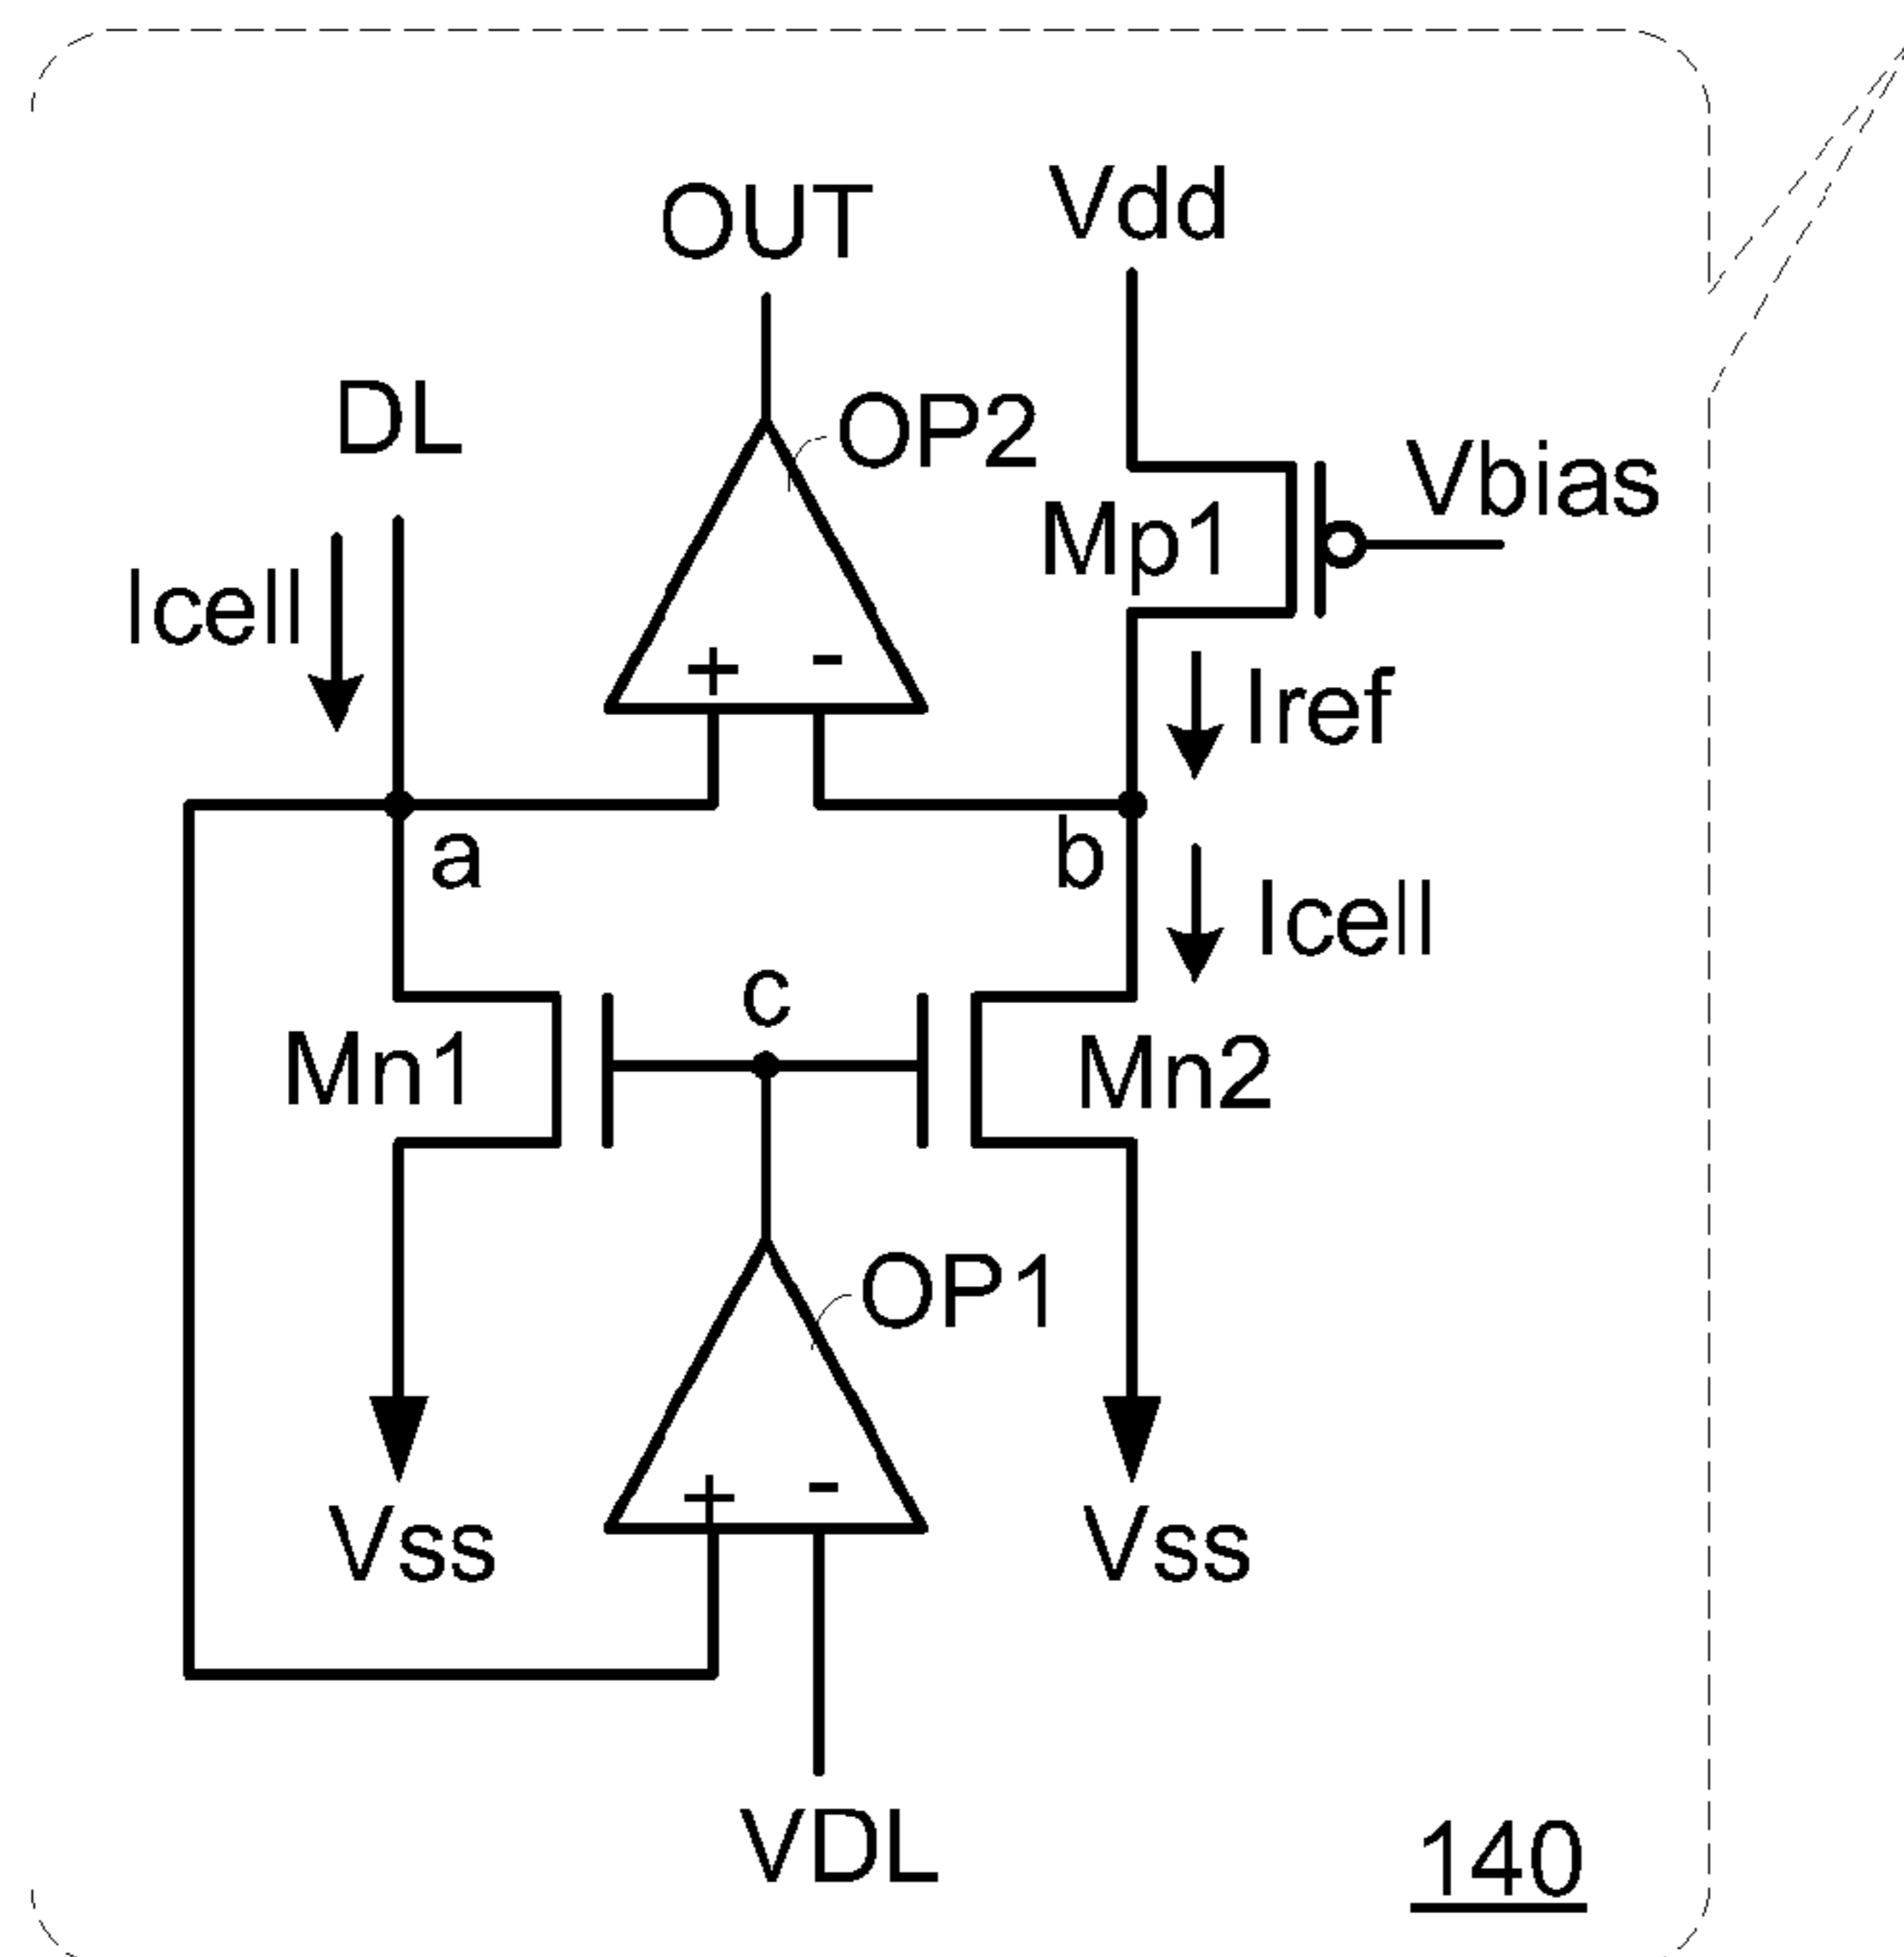 OUT
Vdd
DL
OP2
Vbias
Mp1
Icell
+ -
Iref
a
b
Icell
c
Mn1
Mn2
OP1
+ -
Vss
Vss
VDL
140